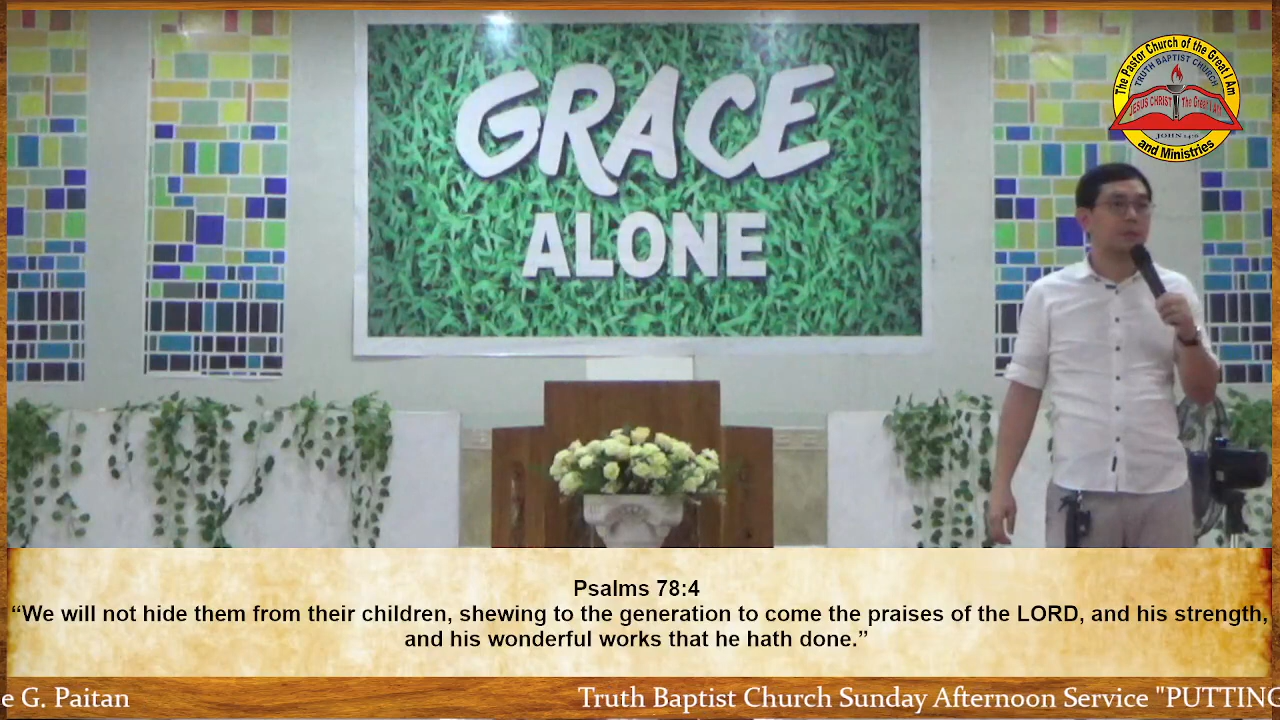 GRACE
ALONE
The Pastor Church of the Great I Am
TRUTH BAPTIST CHURCH
JESUS CHRIST The Great I Am
JOHN 14:6
and Ministries
Psalms 78:4
“We will not hide them from their children, shewing to the generation to come the praises of the LORD, and his strength,
and his wonderful works that he hath done.”
e G. Paitan Truth Baptist Church Sunday Afternoon Service "PUTTING